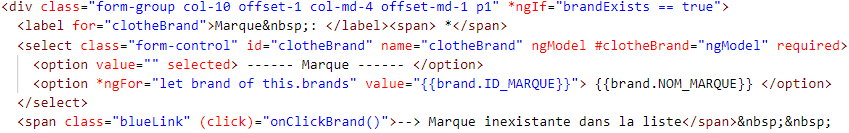 <div class="form-group col-10 offset-1 col-md-4 offset-md-1 p1" *ngIf="brandExists == true">
<label for="clotheBrand">Marque&nbsp;: </label><span> *</span>
<select class="form-control" id="clotheBrand" name="clotheBrand" ngModel #clotheBrand="ngModel" required>
<option value="" selected> ------ Marque ------ </option>
<option *ngFor="let brand of this.brands" value="{{brand.ID_MARQUE}}"> {{brand.NOM_MARQUE}} </option>
</select>
<span class="blueLink" (click)="onClickBrand()">--> Marque inexistante dans la liste</span>&nbsp;&nbsp;